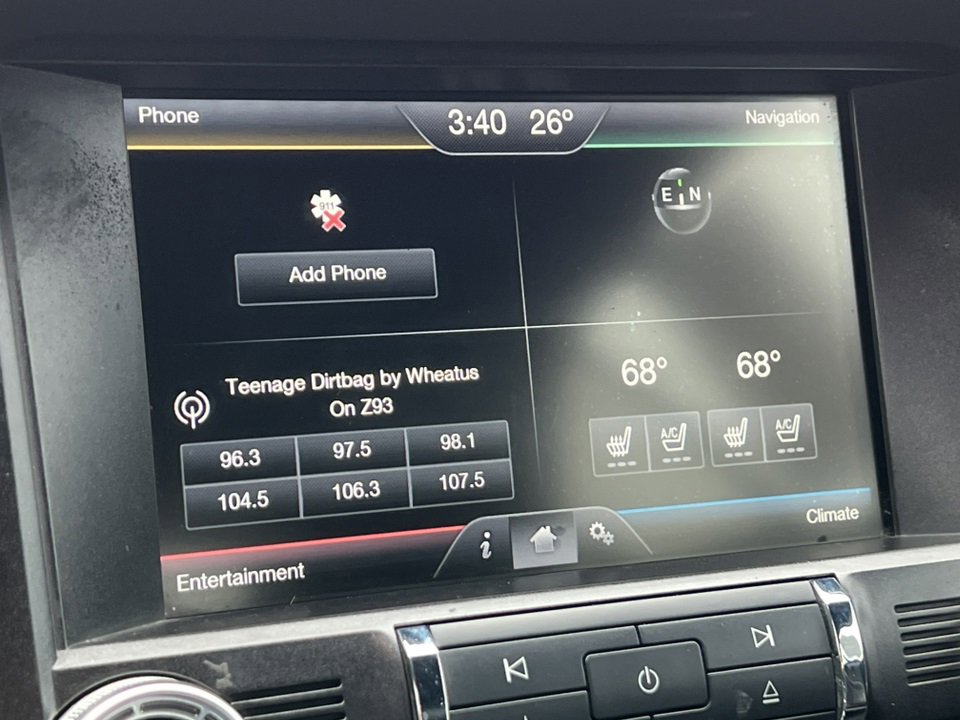 Phone
3:40 26°
Navigation
911
E N
Add Phone
Teenage Dirtbag by Wheatus
On Z93
96.3 97.5 98.1
104.5 106.3 107.5
68° 68°
A/C A/C
Entertainment
i
Climate